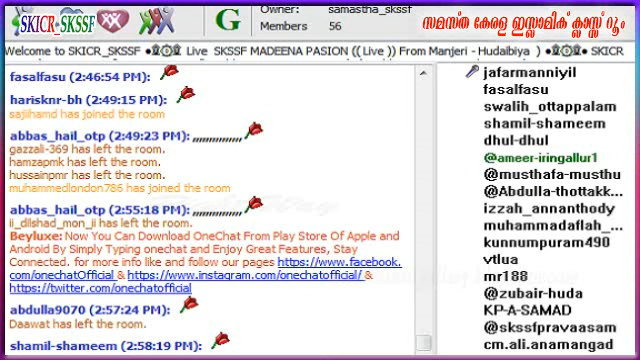 SKICR_SKSSF
G
Owner: samastha_skssf
Members 56
സമസ്ത കേരള ഇസ്ലാമിക് ക്ലാസ്സ് റൂം
Welcome to SKICR_SKSSF Live SKSSF MADEENA PASION ((Live )) From Manjeri - Hudaibiya ) SKICR
fasalfasu (2:46:54 PM):
harisknr-bh (2:49:15 PM):
sajlihamd has joined the room
abbas_hail_otp (2:49:23 PM): ,,,,,,,,,,,,,,,
gazzali-369 has left the room.
hamzapmk has left the room.
hussainpmr has left the room.
muhammedlondon786 has joined the room
abbas_hail_otp (2:55:18 PM): ,,,,,,,,,,,,,,,
ii_dilshad_mon_ii has left the room.
Beyluxe: Now You Can Download OneChat From Play Store Of Apple and
Android By Simply Typing onechat and Enjoy Great Features, Stay
Connected. for more info like and follow our pages https://www.facebook.
com/onechatOfficial & https://www.instagram.com/onechatofficial/ &
https://twitter.com/onechatofficial
abdulla9070 (2:57:24 PM):
Daawat has left the room.
shamil-shameem (2:58:19 PM):
jafarmanniyil
fasalfasu
swalih_ottappalam
shamil-shameem
dhul-dhul
@ameer-iringallur1
@musthafa-musthu
@Abdulla-thottakk...
izzah_annanthody
muhammadaflah_...
kunnumpuram490
vtlua
mr188
@zubair-huda
KP-A-SAMAD
@skssfpravaasam
cm.ali.anamangad